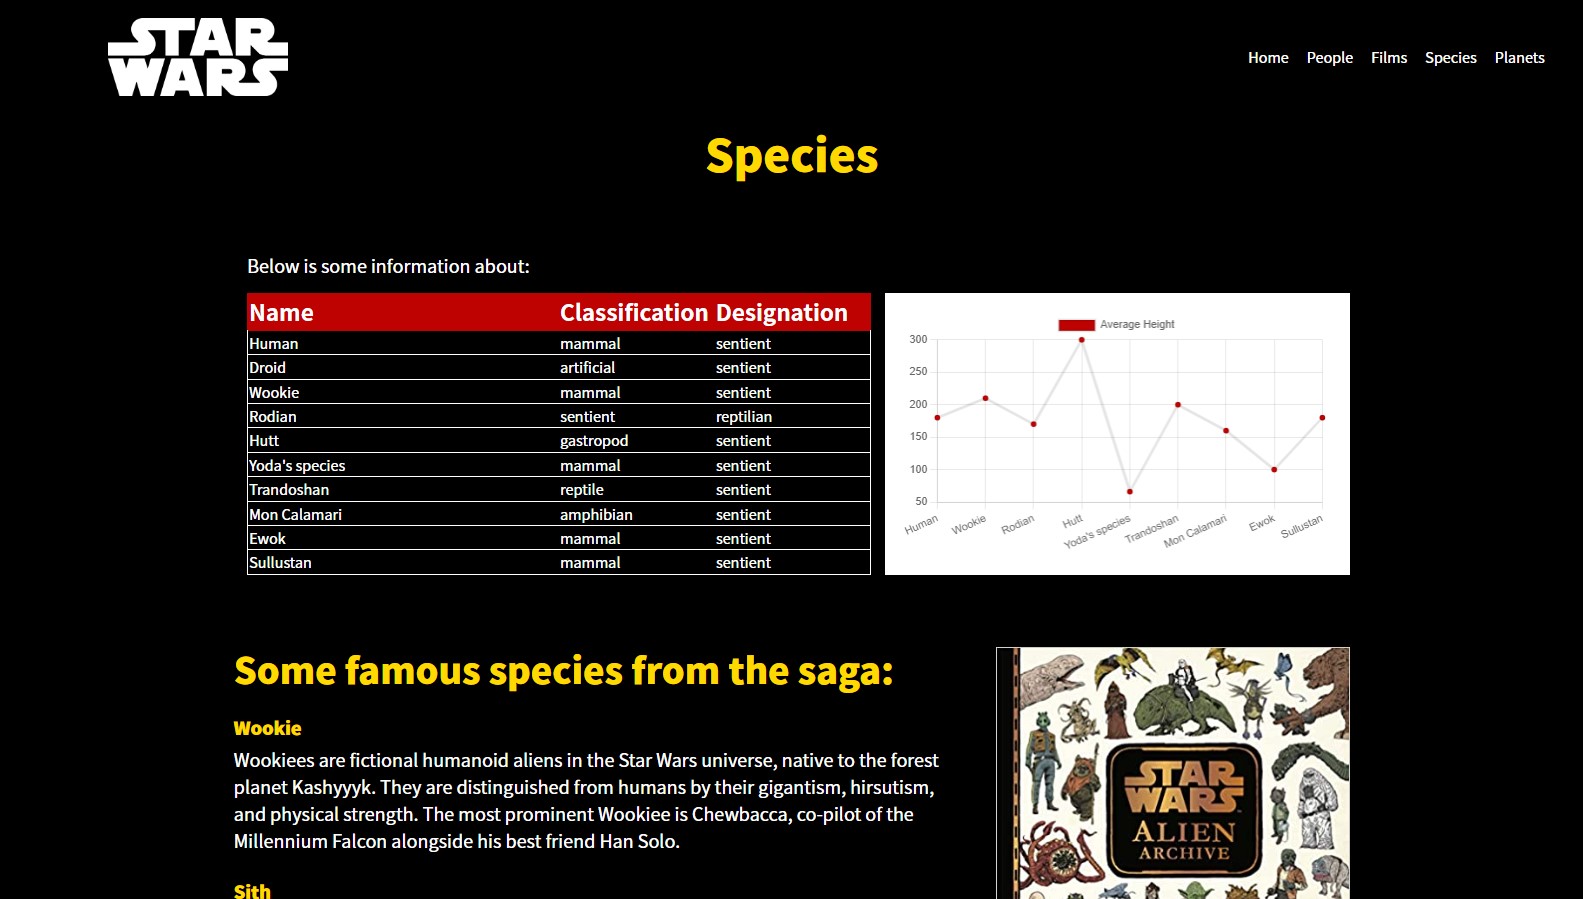 STAR
WARS
Home People Films Species Planets
Species
Below is some information about:
Name Classification Designation
Human mammal sentient
Droid artificial sentient
Wookie mammal sentient
Rodian sentient reptilian
Hutt gastropod sentient
Yoda's species mammal sentient
Trandoshan reptile sentient
Mon Calamari amphibian sentient
Ewok mammal sentient
Sullustan mammal sentient
Average Height
300
250
200
150
100
50
Human Wookie Rodian Hutt Yoda's species Trandoshan Mon Calamari Ewok Sullustan
Some famous species from the saga:
Wookie
Wookiees are fictional humanoid aliens in the Star Wars universe, native to the forest
planet Kashyyyk. They are distinguished from humans by their gigantism, hirsutism,
and physical strength. The most prominent Wookiee is Chewbacca, co-pilot of the
Millennium Falcon alongside his best friend Han Solo.
Sith
STAR
WARS
ALIEN
ARCHIVE